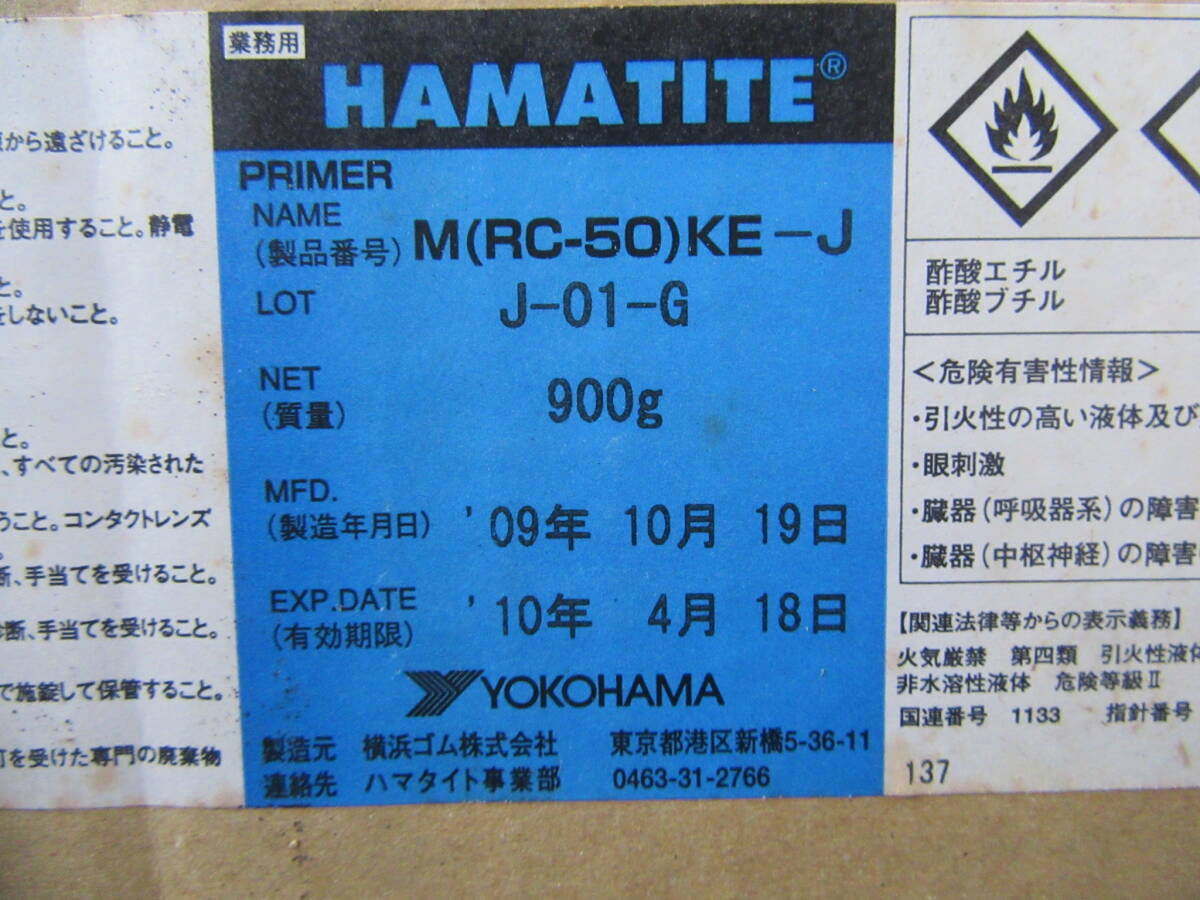 から遠ざけること。
と。
を使用すること。静電
と。
をしないこと。
と。
、すべての汚染された
うこと。コンタクトレンズ
。
断、手当てを受けること。
診断、手当てを受けること。
で施錠して保管すること。
可を受けた専門の廃棄物
業務用
HAMATITE®
PRIMER
NAME
(製品番号) M(RC-50)KE-J
LOT J-01-G
NET
(質量) 900g
MFD.
(製造年月日) '09年 10月 19日
EXP.DATE
(有効期限) '10年 4月 18日
YOKOHAMA
製造元 横浜ゴム株式会社 東京都港区新橋5-36-11
連絡先 ハマタイト事業部 0463-31-2766
酢酸エチル
酢酸ブチル
<危険有害性情報>
・引火性の高い液体及び
・眼刺激
・臓器(呼吸器系)の障害
・臓器(中枢神経)の障害
【関連法律等からの表示義務】
火気厳禁 第四類 引火性液体
非水溶性液体 危険等級Ⅱ
国連番号 1133 指針番号
137